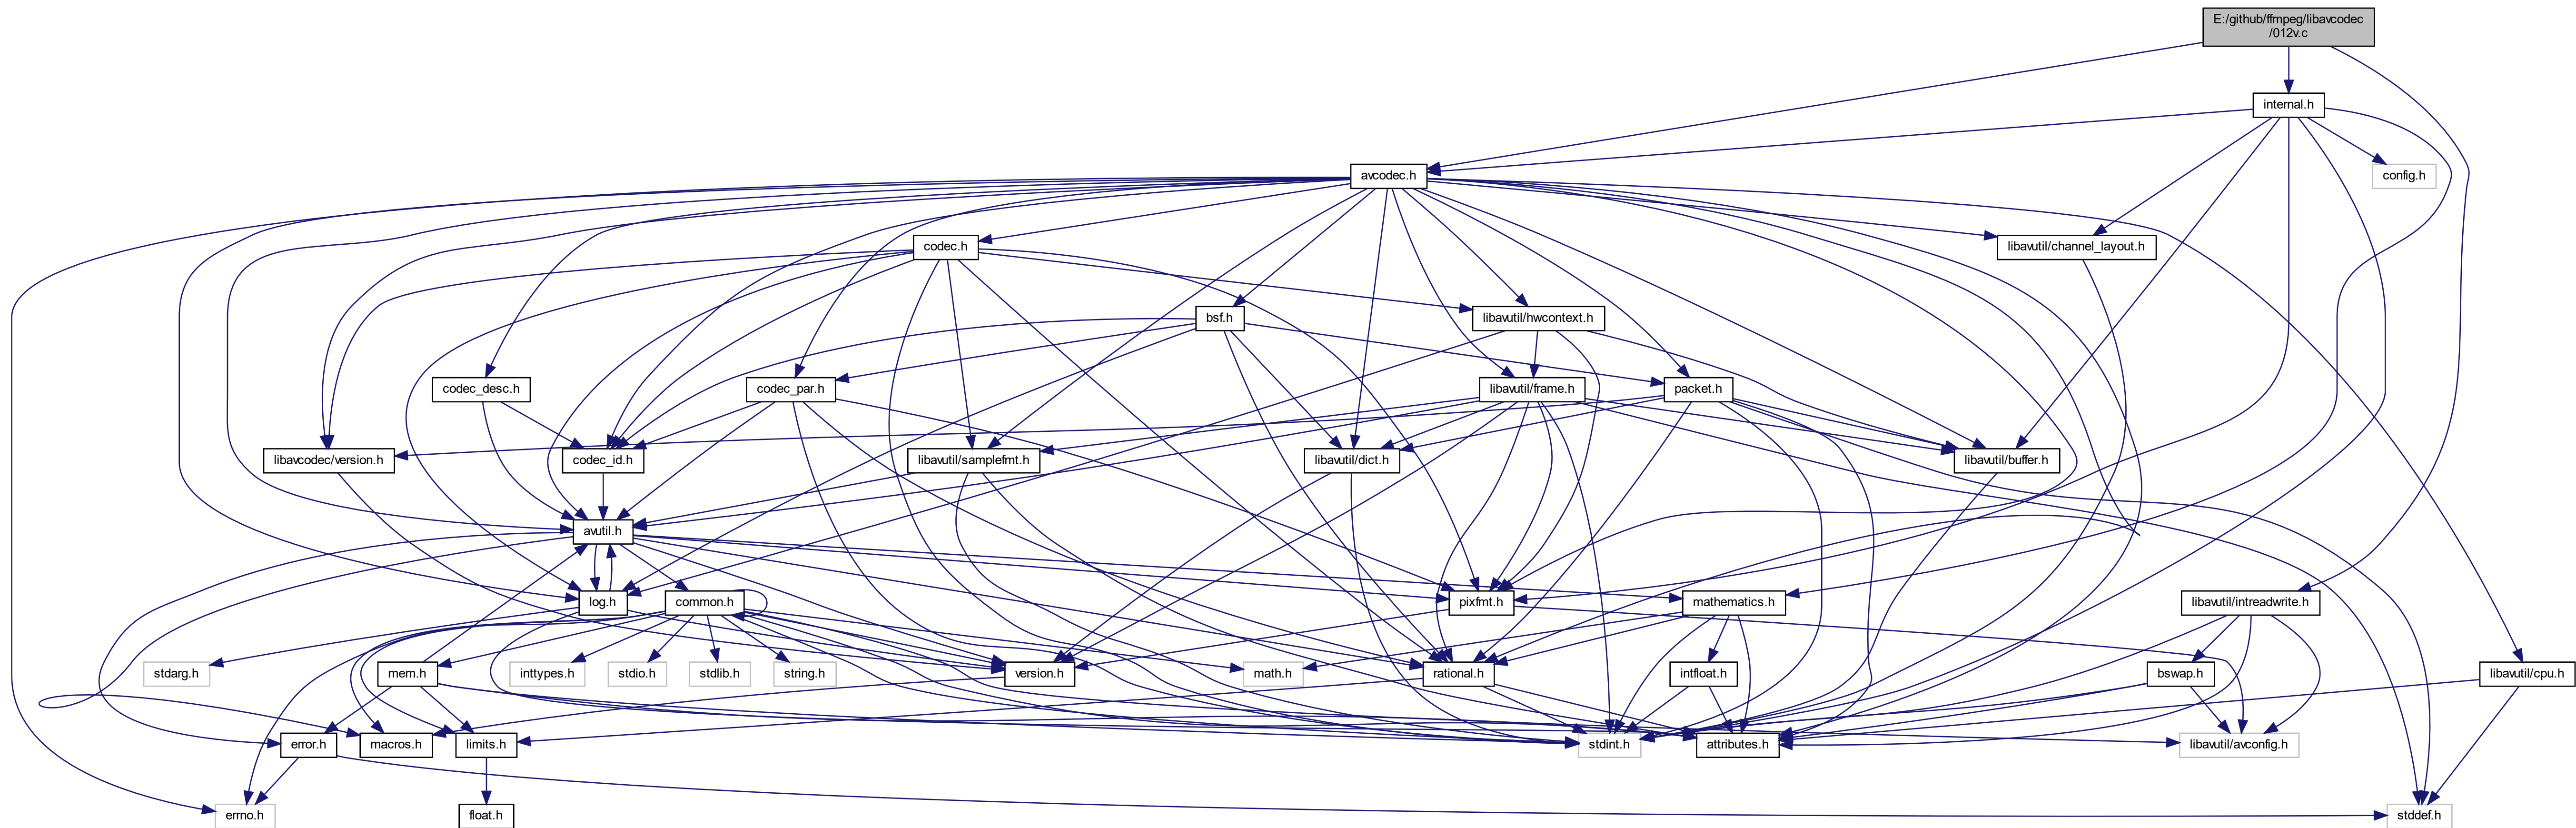 E:/github/ffmpeg/libavcodec
/012v.c
internal.h
avcodec.h
config.h
codec.h
libavutil/channel_layout.h
bsf.h
libavutil/hwcontext.h
codec_desc.h
codec_par.h
libavutil/frame.h
packet.h
libavcodec/version.h
codec_id.h
libavutil/samplefmt.h
libavutil/dict.h
libavutil/buffer.h
avutil.h
log.h
common.h
pixfmt.h
mathematics.h
libavutil/intreadwrite.h
stdarg.h
mem.h
inttypes.h
stdio.h
stdlib.h
string.h
version.h
math.h
rational.h
intfloat.h
bswap.h
libavutil/cpu.h
error.h
macros.h
limits.h
stdint.h
attributes.h
libavutil/avconfig.h
errno.h
float.h
stddef.h